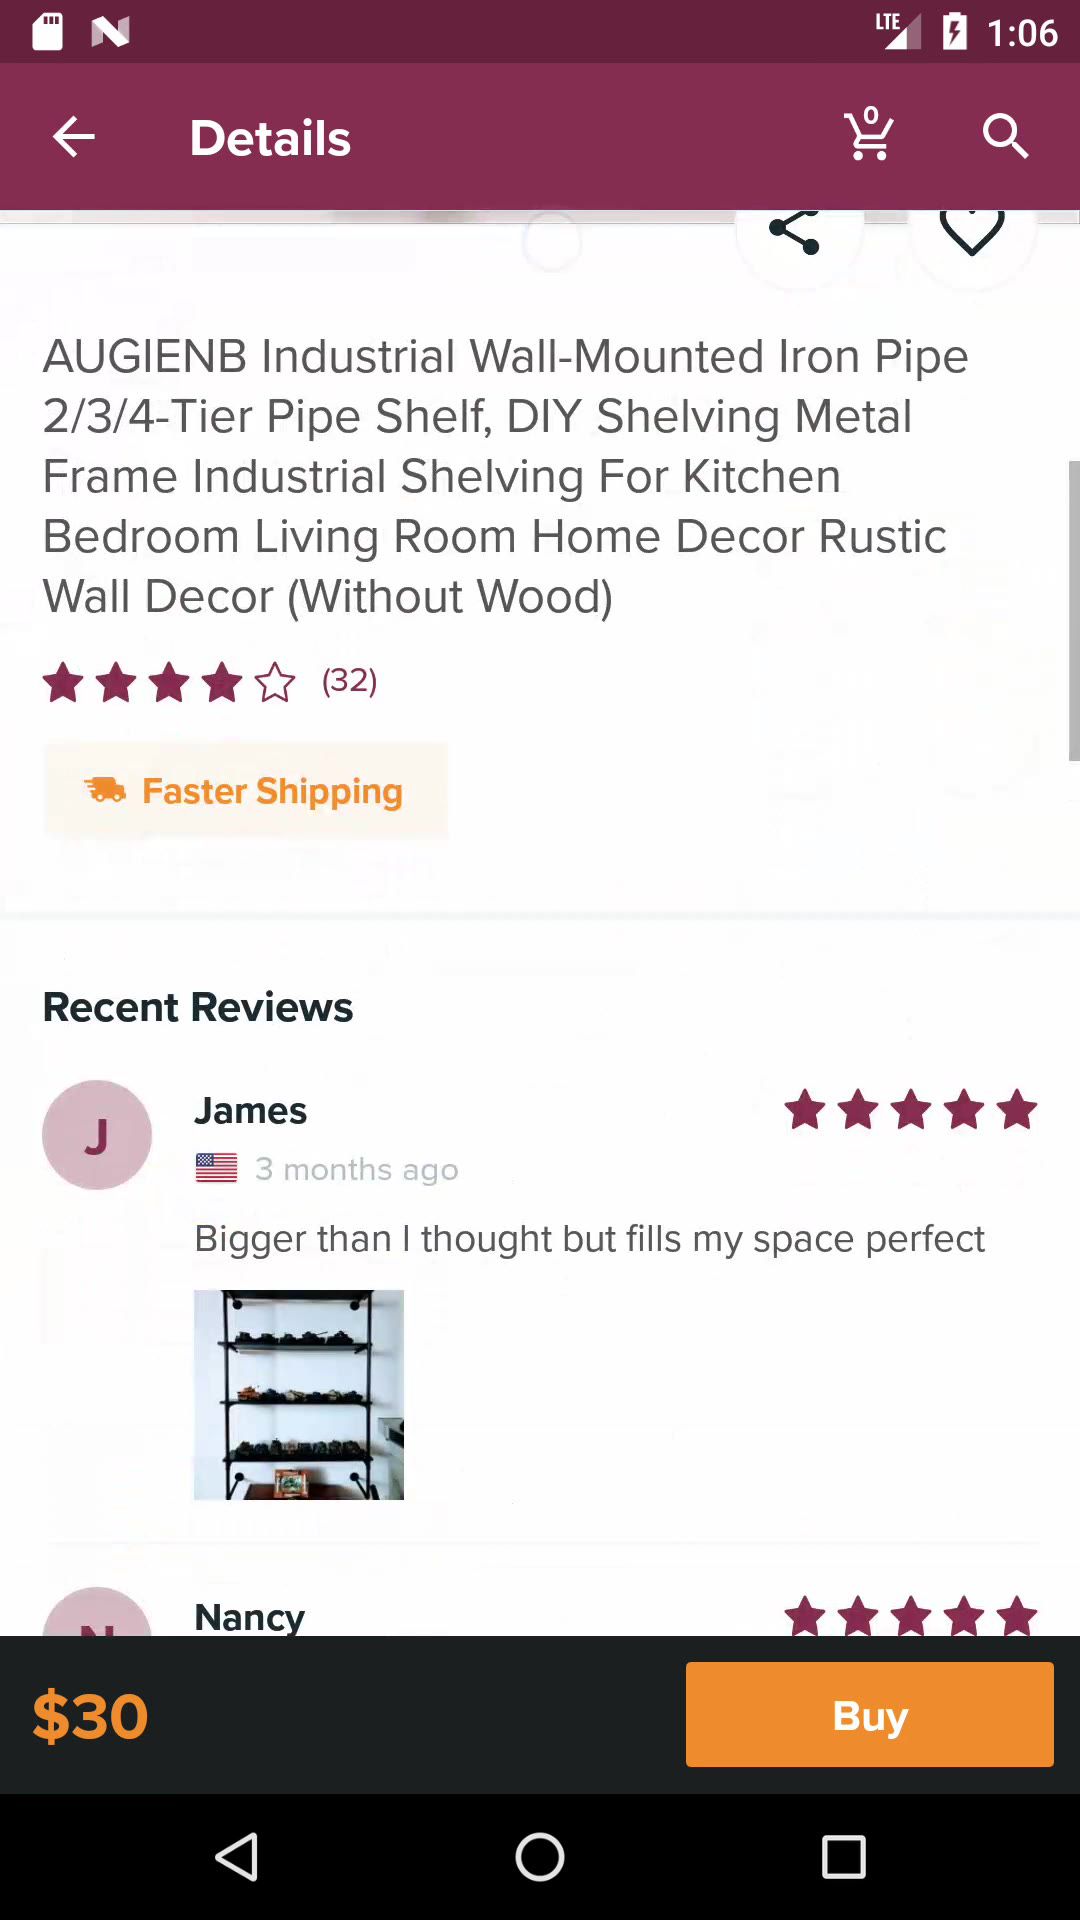 LTE 1:06
Details
0
AUGIENB Industrial Wall-Mounted Iron Pipe
2/3/4-Tier Pipe Shelf, DIY Shelving Metal
Frame Industrial Shelving For Kitchen
Bedroom Living Room Home Decor Rustic
Wall Decor (Without Wood)
(32)
Faster Shipping
Recent Reviews
J
James
3 months ago
Bigger than I thought but fills my space perfect
N
Nancy
$30
Buy